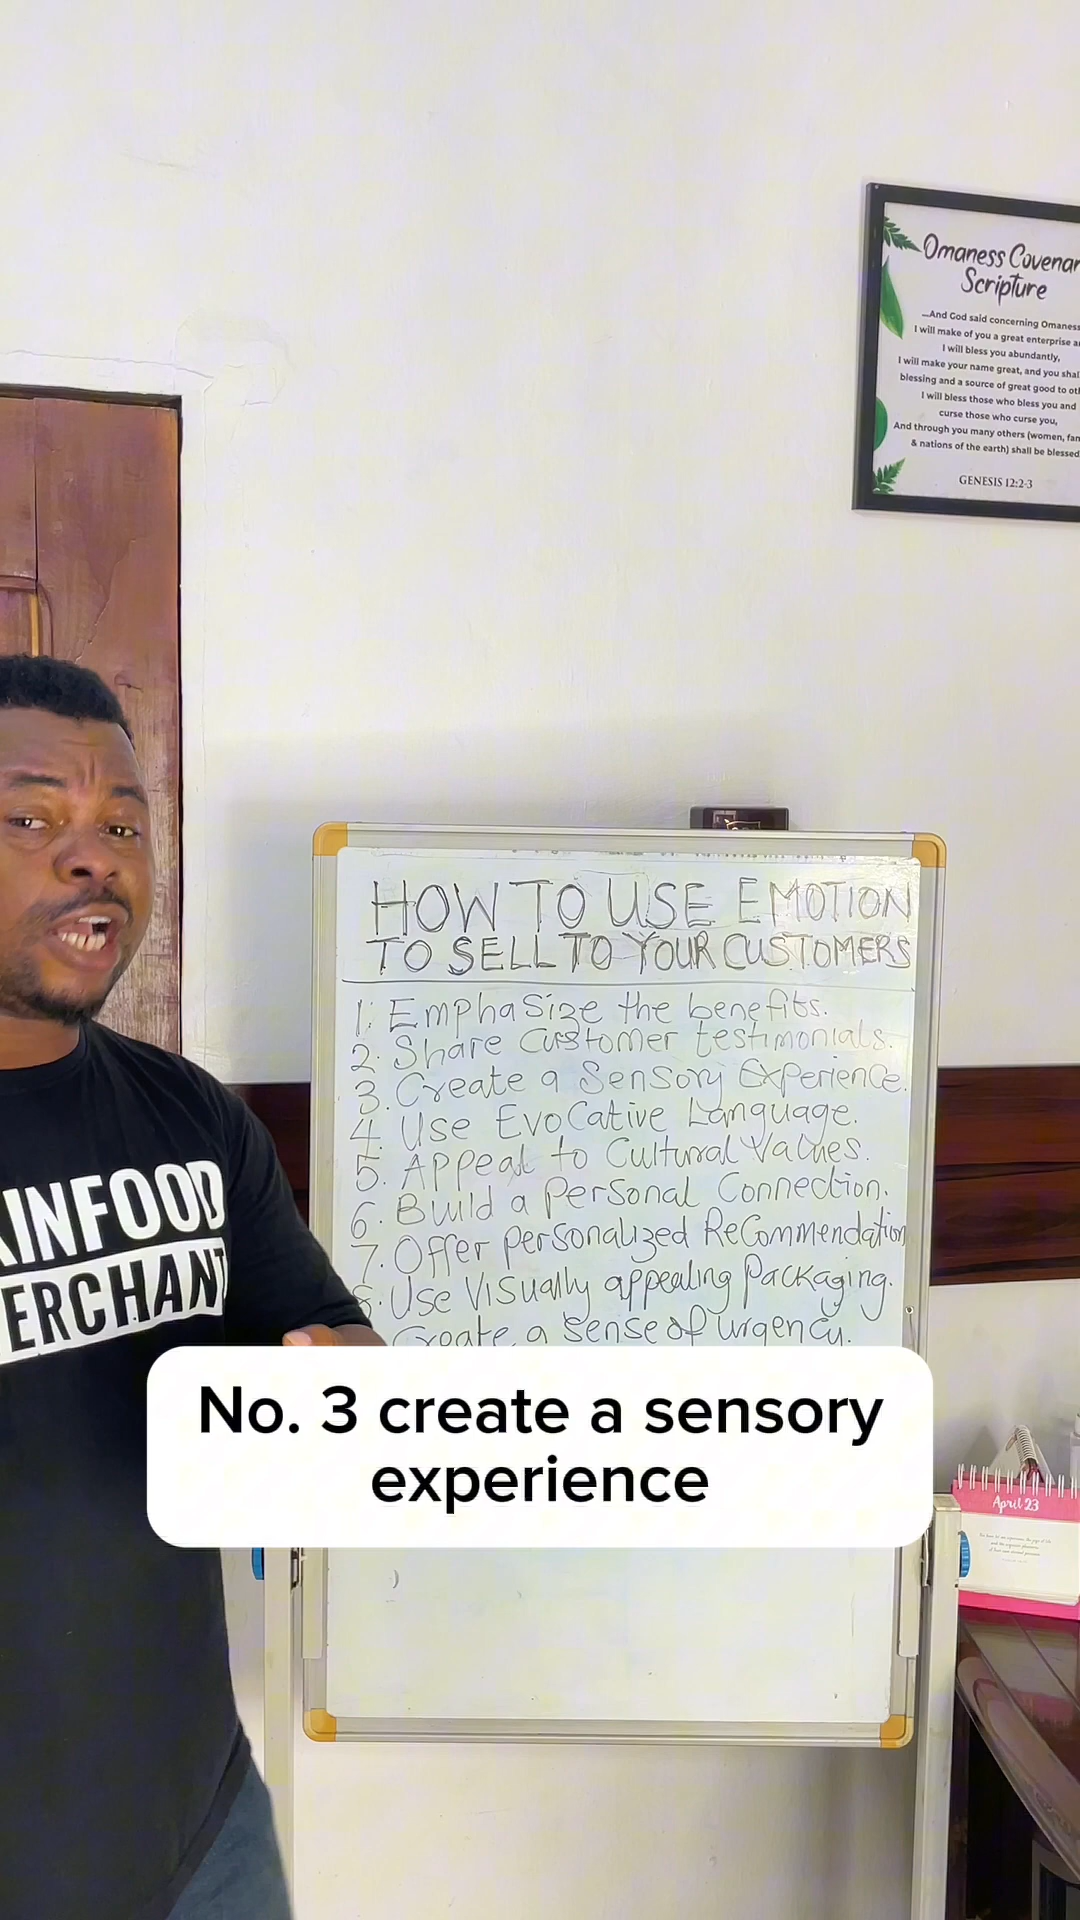 Omaness Covenan
Scripture
...And God said concerning Omaness
I will make of you a great enterprise an
I will bless you abundantly,
I will make your name great, and you shal
blessing and a source of great good to oth
I will bless those who bless you and
curse those who curse you,
And through you many others (women, fam
& nations of the earth) shall be blessed
GENESIS 12:2-3
HOW TO USE EMOTION
TO SELL TO YOUR CUSTOMERS
1. Emphasize the benefits.
2. Share customer testimonials.
3. Create a Sensory Experience.
4. Use Evocative Language.
5. Appeal to Cultural Values.
6. Build a personal Connection.
7. Offer personalized Recommendation
8. Use Visually appealing Packaging.
Create a sense of urgency.
AINFOOD
ERCHANT
No. 3 create a sensory
experience
April 23